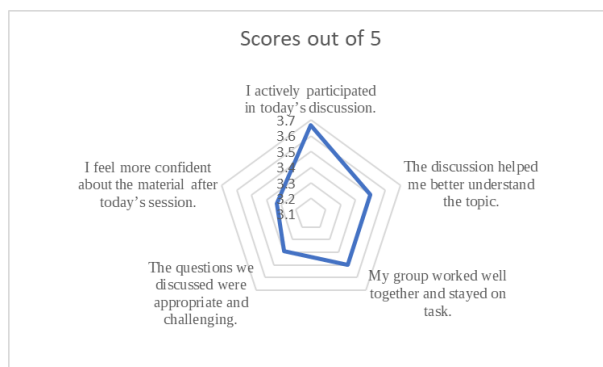 Scores out of 5
I actively participated
in today's discussion.
3.7
3.6
3.5
3.4
3.3
3.2
3.1
The discussion helped
me better understand
the topic.
My group worked well
together and stayed on
task.
The questions we
discussed were
appropriate and
challenging.
I feel more confident
about the material after
today's session.